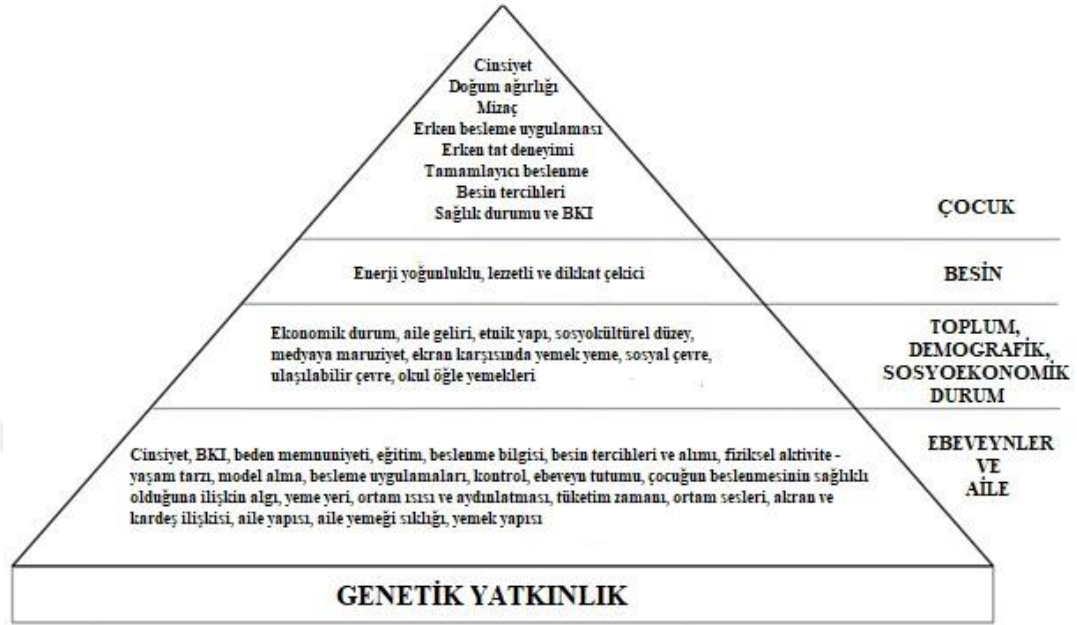 Cinsiyet
Doğum ağırlığı
Mizaç
Erken besleme uygulaması
Erken tat deneyimi
Tamamlayıcı beslenme
Besin tercihleri
Sağlık durumu ve BKI
ÇOCUK
Enerji yoğunluklu, lezzetli ve dikkat çekici
BESİN
Ekonomik durum, aile geliri, etnik yapı, sosyokültürel düzey,
medyaya maruziyet, ekran karşısında yemek yeme, sosyal çevre,
ulaşılabilir çevre, okul öğle yemekleri
TOPLUM,
DEMOGRAFİK,
SOSYOEKONOMİK
DURUM
Cinsiyet, BKI, beden memnuniyeti, eğitim, beslenme bilgisi, besin tercihleri ve alımı, fiziksel aktivite -
yaşam tarzı, model alma, besleme uygulamaları, kontrol, ebeveyn tutumu, çocuğun beslenmesinin sağlıklı
olduğuna ilişkin algı, yeme yeri, ortam ısısı ve aydınlatması, tüketim zamanı, ortam sesleri, akran ve
kardeş ilişkisi, aile yapısı, aile yemeği sıklığı, yemek yapısı
EBEVEYNLER
VE
AİLE
GENETİK YATKINLIK